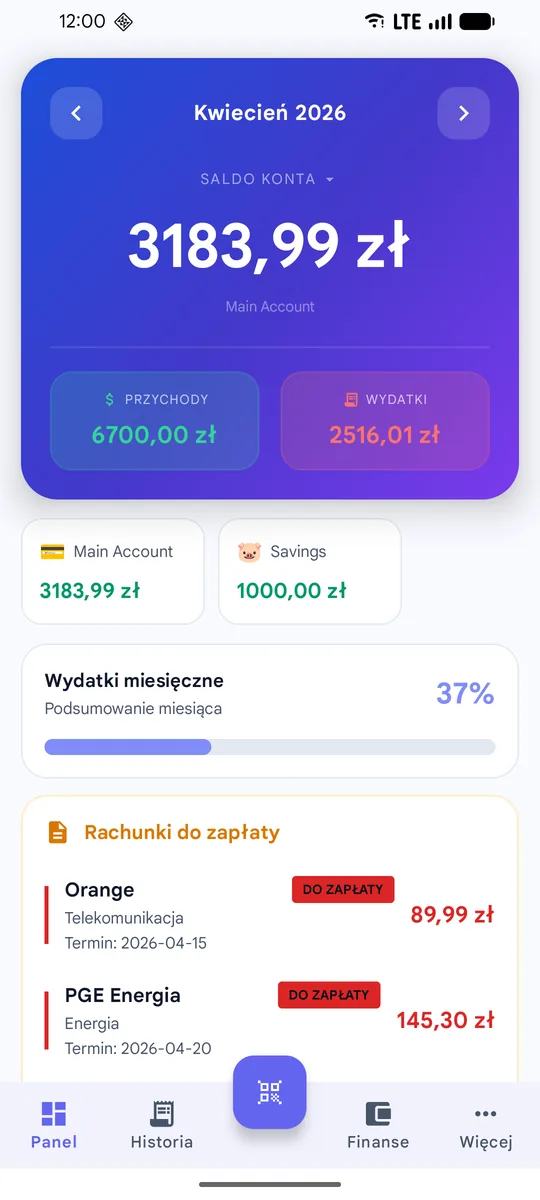 12:00
LTE
Kwiecień 2026
SALDO KONTA
3183,99 zł
Main Account
PRZYCHODY
6700,00 zł
WYDATKI
2516,01 zł
Main Account
3183,99 zł
Savings
1000,00 zł
Wydatki miesięczne
Podsumowanie miesiąca
37%
Rachunki do zapłaty
Orange
Telekomunikacja
Termin: 2026-04-15
DO ZAPŁATY
89,99 zł
PGE Energia
Energia
Termin: 2026-04-20
DO ZAPŁATY
145,30 zł
Panel
Historia
Finanse
Więcej